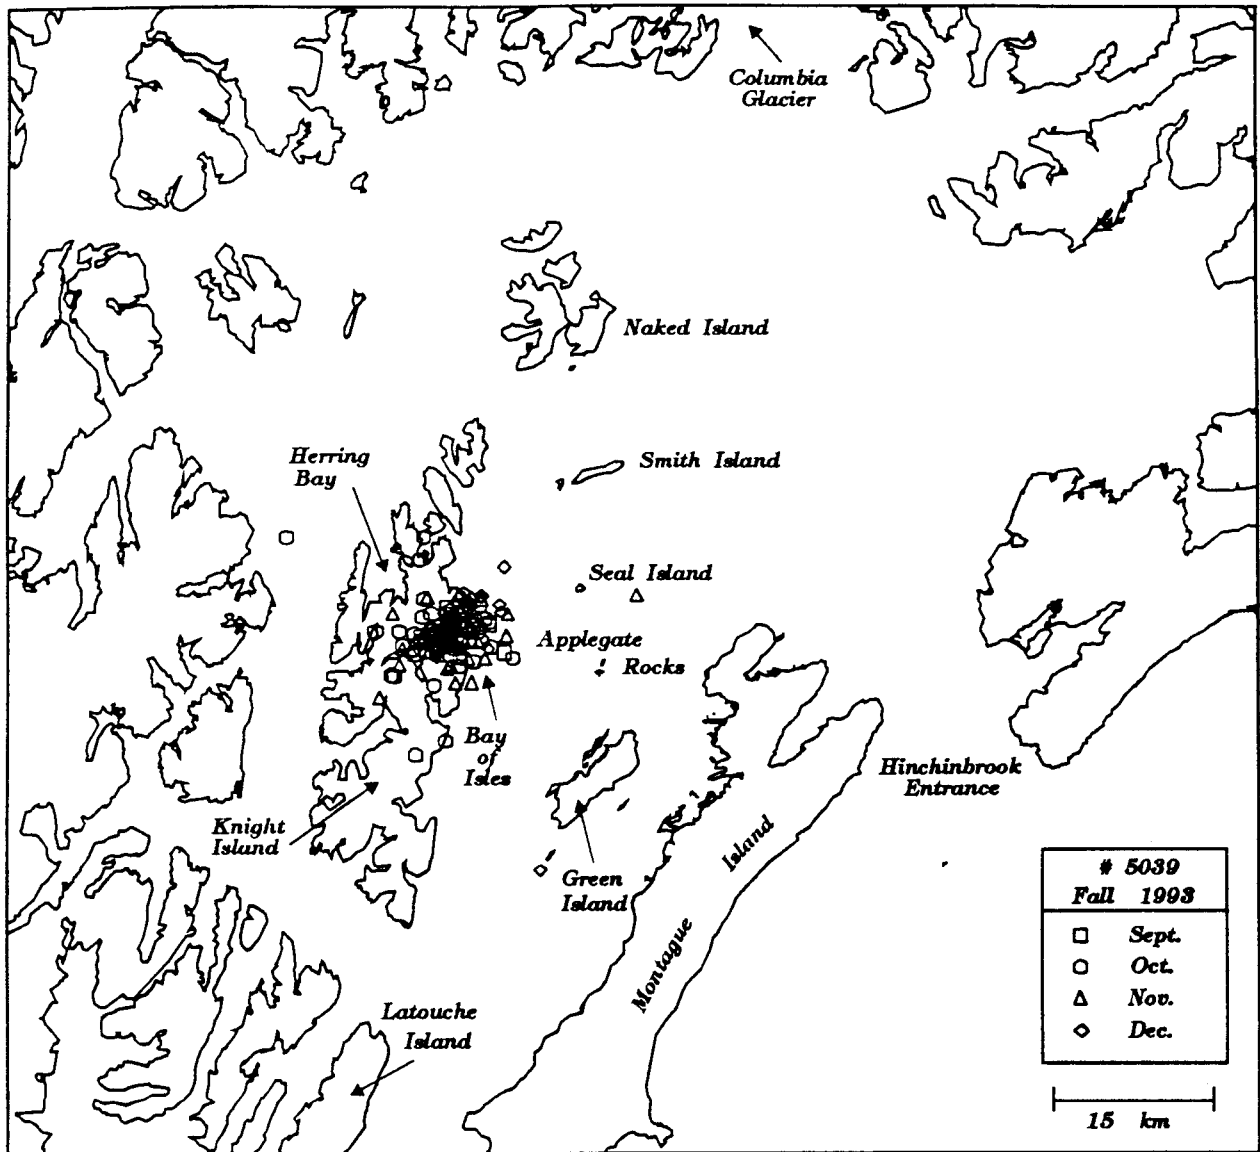 Columbia
Glacier
Naked Island
Herring
Bay
Smith Island
Seal Island
Applegate
Rocks
Bay
of
Isles
Hinchinbrook
Entrance
Knight
Island
Green
Island
Montague Island
Latouche
Island
# 5039
Fall 1993
Sept.
Oct.
Nov.
Dec.
15 km